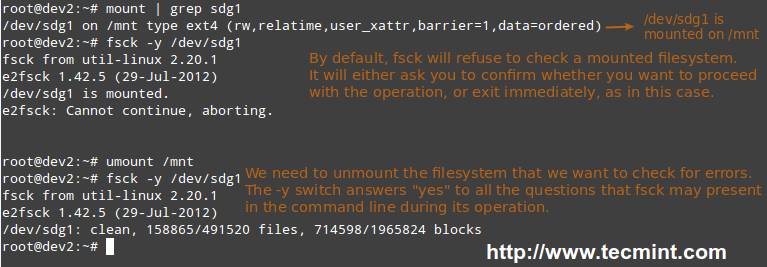 root@dev2:~# mount | grep sdg1
/dev/sdg1 on /mnt type ext4 (rw,relatime,user_xattr,barrier=1,data=ordered)
/dev/sdg1 is
mounted on /mnt
root@dev2:~# fsck -y /dev/sdg1
fsck from util-linux 2.20.1
e2fsck 1.42.5 (29-Jul-2012)
/dev/sdg1 is mounted.
e2fsck: Cannot continue, aborting.
By default, fsck will refuse to check a mounted filesystem.
It will either ask you to confirm whether you want to proceed
with the operation, or exit immediately, as in this case.
root@dev2:~# umount /mnt
root@dev2:~# fsck -y /dev/sdg1
fsck from util-linux 2.20.1
e2fsck 1.42.5 (29-Jul-2012)
We need to unmount the filesystem that we want to check for errors.
The -y switch answers "yes" to all the questions that fsck may present
in the command line during its operation.
/dev/sdg1: clean, 158865/491520 files, 714598/1965824 blocks
root@dev2:~#
http://www.tecmint.com